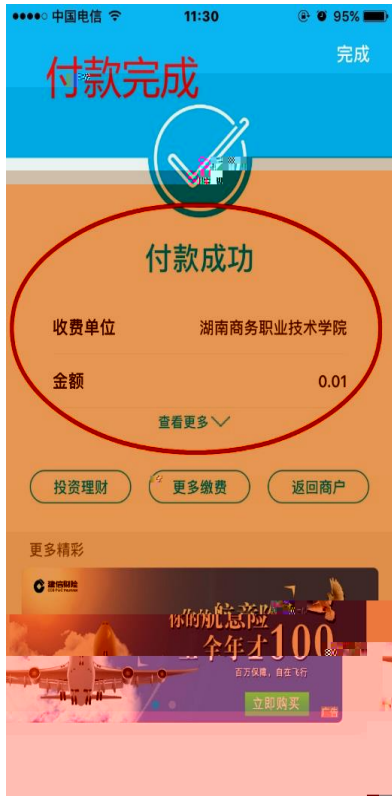 中国电信 11:30 95%
完成
付款完成
付款成功
收费单位 湖南商务职业技术学院
金额 0.01
查看更多
投资理财 更多缴费 返回商户
更多精彩
建信财险
你的航意险
全年才100
百万保障，自在飞行
立即购买
广告